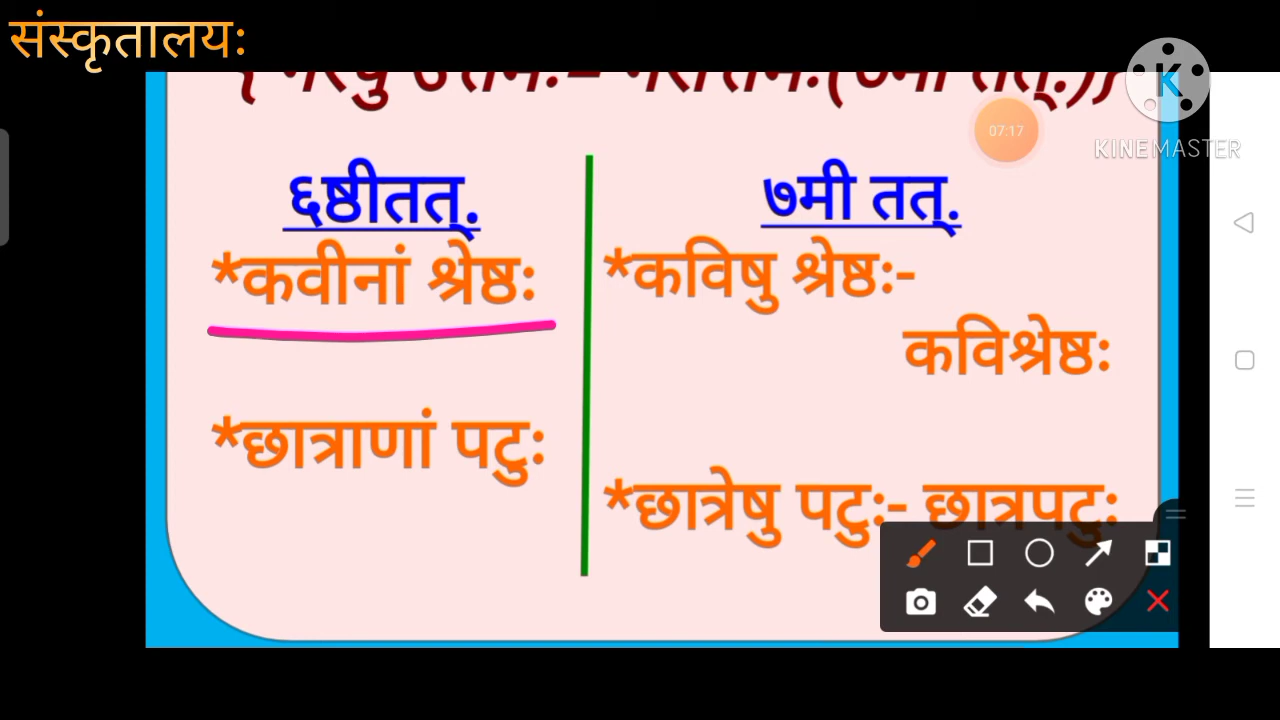 संस्कृतालयः
07:17
KINEMASTER
६ष्ठीतत्.
*कवीनां श्रेष्ठः
*छात्राणां पटुः
७मी तत्.
*कविषु श्रेष्ठः-
कविश्रेष्ठः
*छात्रेषु पटुः- छात्रपटुः